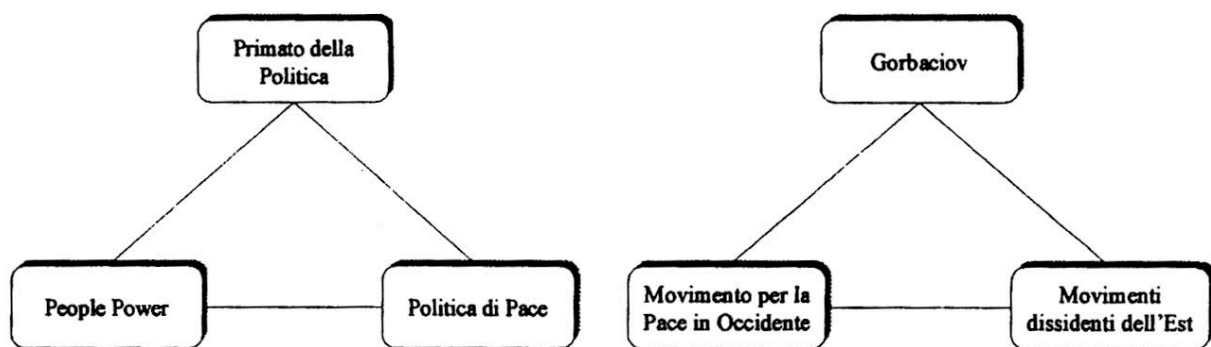 Primato della
Politica
Gorbaciov
People Power
Politica di Pace
Movimento per la
Pace in Occidente
Movimenti
dissidenti dell'Est